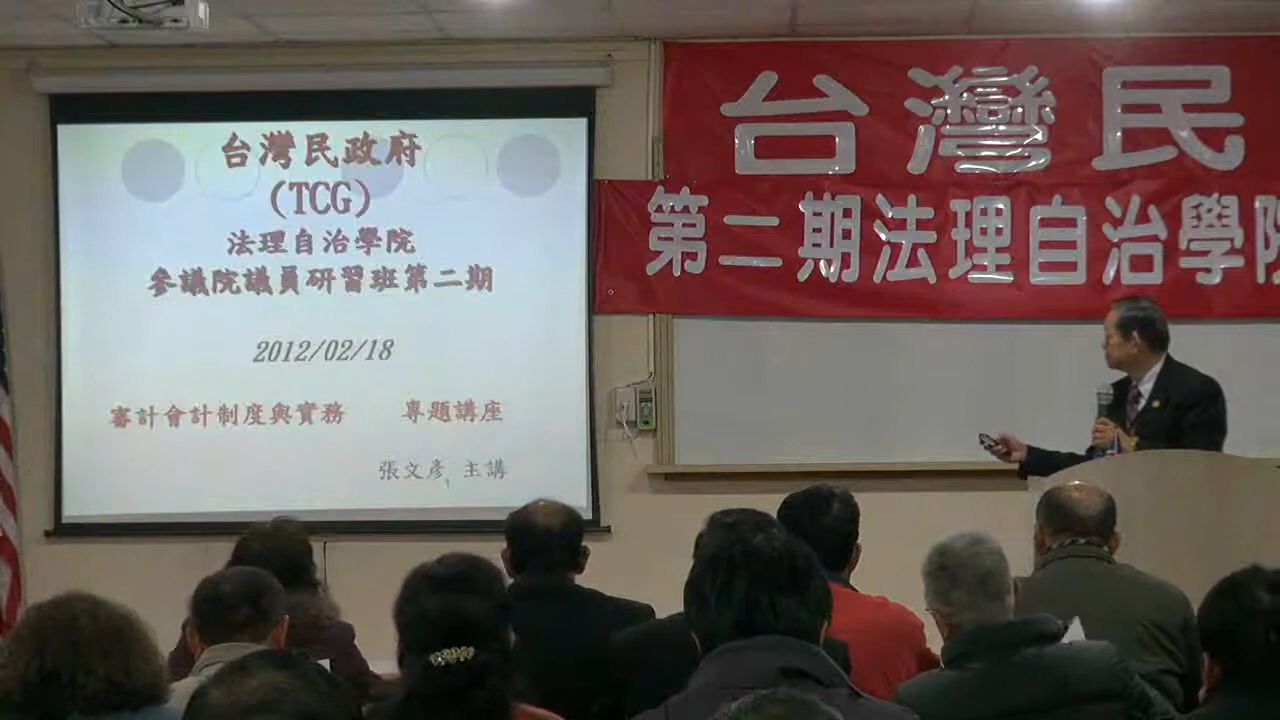 台灣民政府
(TCG)
法理自治學院
參議院議員研習班第二期
2012/02/18
審計會計制度與實務 專題講座
張文彥 主講
台灣民
第二期法理自治學院